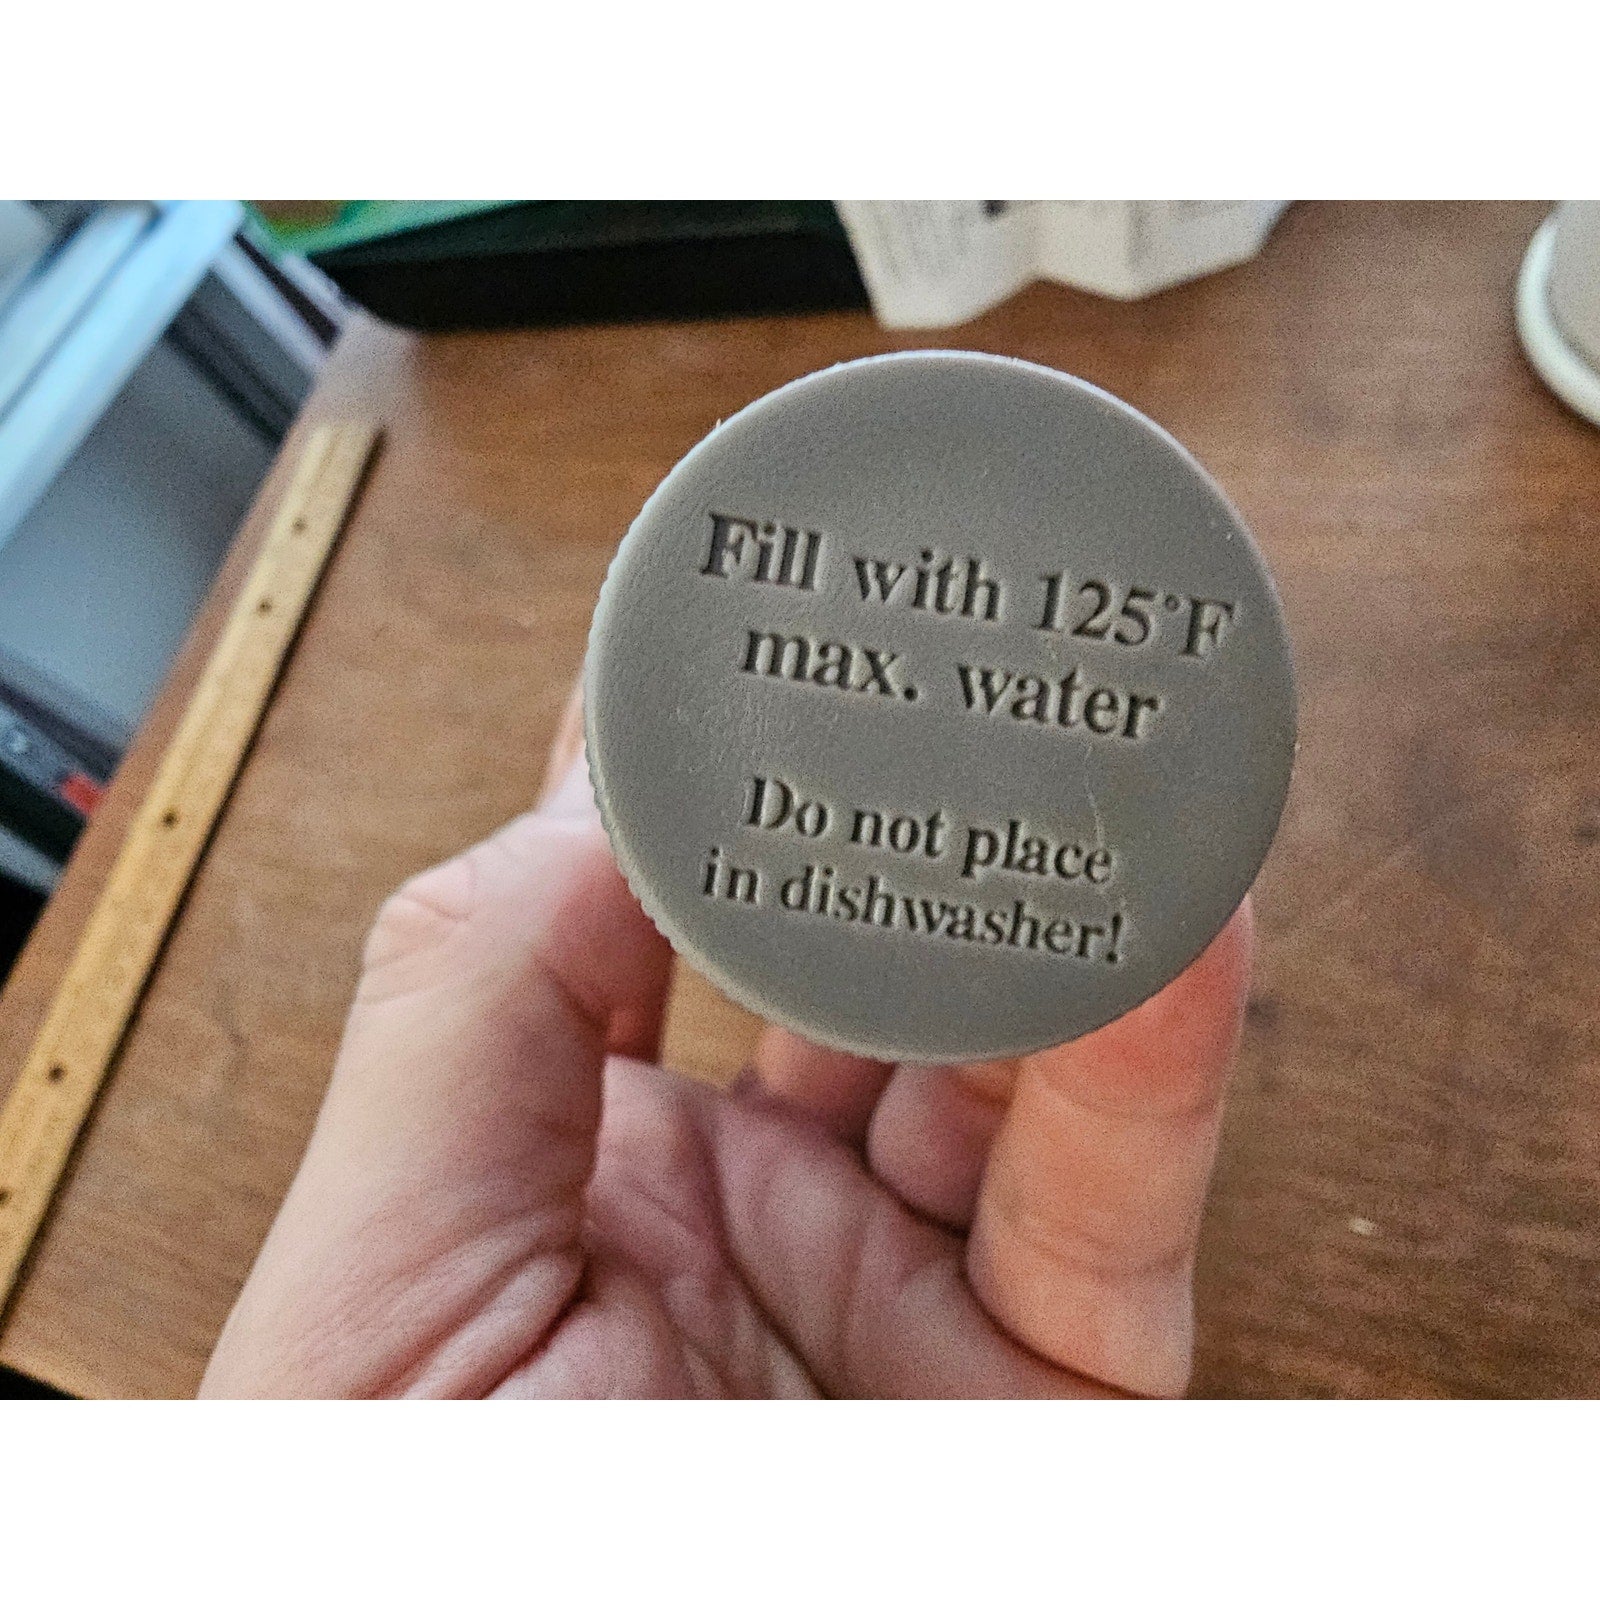 Fill with 125°F
max. water
Do not place
in dishwasher!